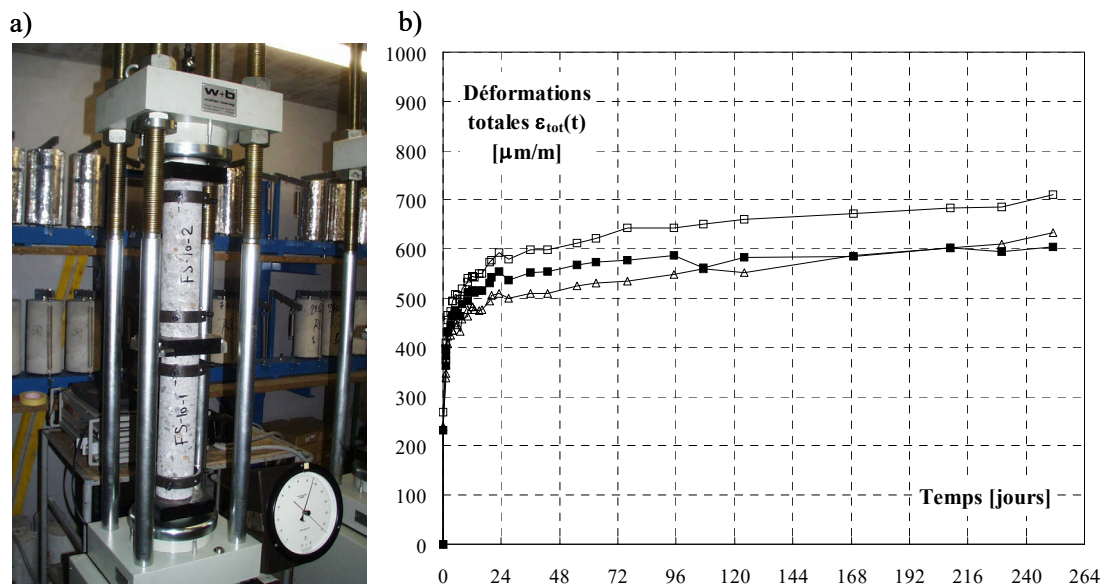 a)
w+b
FS-10-2
FS-10-1
b)
Déformations
totales εtot(t)
[µm/m]
1000
900
800
700
600
500
400
300
200
100
0
Temps [jours]
0 24 48 72 96 120 144 168 192 216 240 264